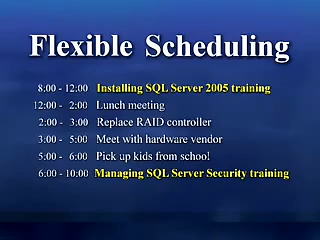 Flexible Scheduling
8:00 - 12:00 Installing SQL Server 2005 training
12:00 - 2:00 Lunch meeting
2:00 - 3:00 Replace RAID controller
3:00 - 5:00 Meet with hardware vendor
5:00 - 6:00 Pick up kids from school
6:00 - 10:00 Managing SQL Server Security training